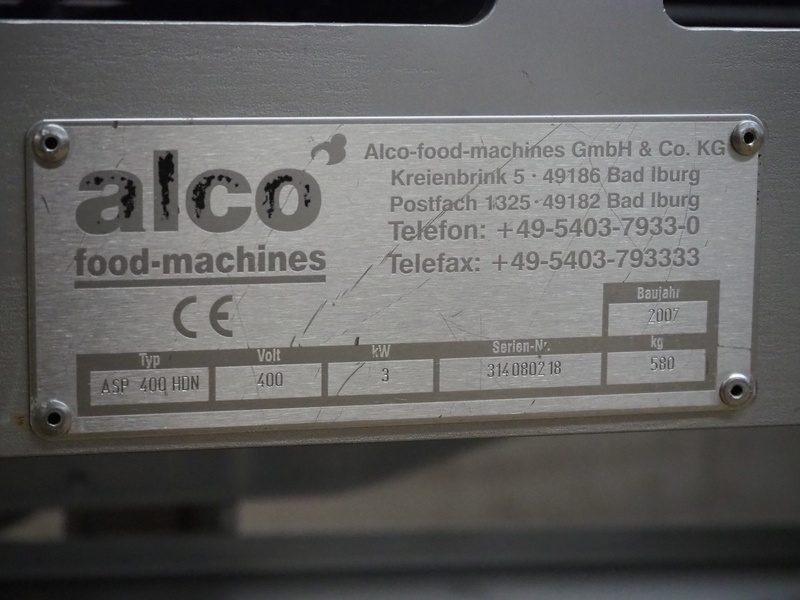 alco
food-machines
Alco-food-machines GmbH & Co. KG
Kreienbrink 5 · 49186 Bad Iburg
Postfach 1325 · 49182 Bad Iburg
Telefon: +49-5403-7933-0
Telefax: +49-5403-793333
CE
Baujahr
2007
Typ Volt kW Serien-Nr. kg
ASP 400 HDN 400 3 314080218 580